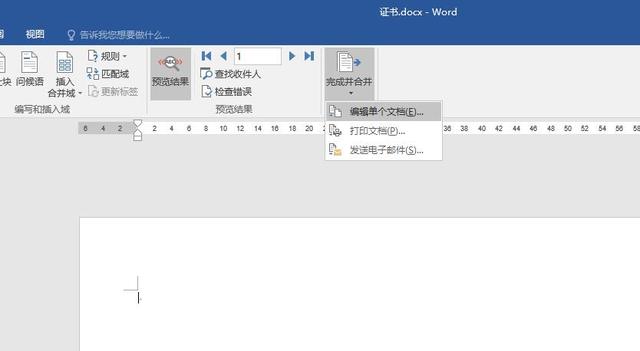 证书.docx - Word
阅 视图 告诉我您想要做什么...
问候语 插入 合并域
规则
匹配域
更新标签
编写和插入域
预览结果
1
查找收件人
检查错误
预览结果
完成并合并
编辑单个文档(E)...
打印文档(P)...
发送电子邮件(S)...
6 4 2 2 4 6 8 10 12 14 16 18 20 22 24 26 28 30 32 34 36 38 40 42 44 46 48 50 52 54 56 58